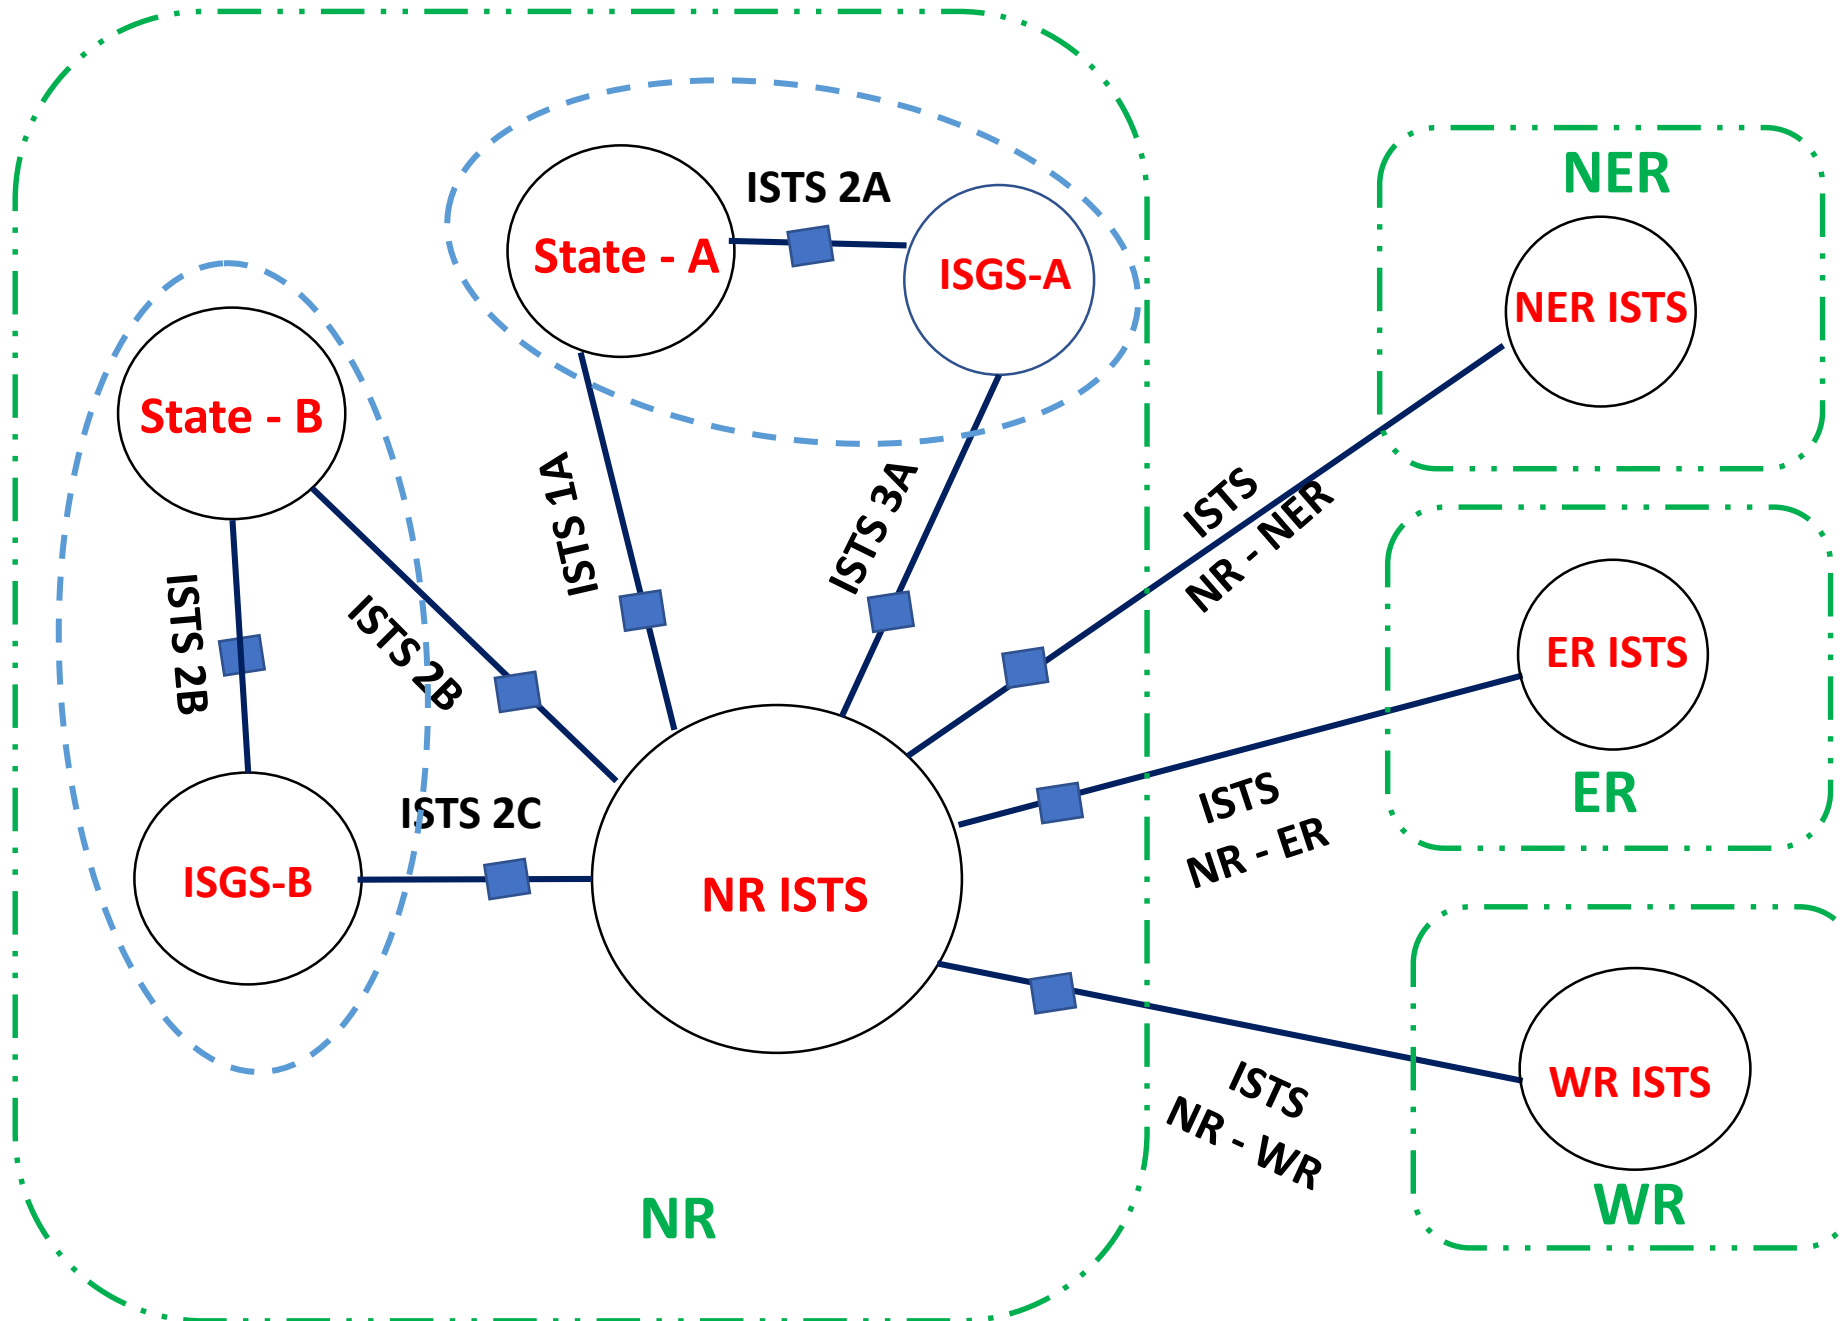 NER
ISTS 2A
State - A
ISGS-A
NER ISTS
State - B
ISTS 1A
ISTS 3A
ISTS
NR - NER
ISTS 2B
ISTS 2B
ER ISTS
ER
ISTS
NR - ER
ISTS 2C
ISGS-B
NR ISTS
WR ISTS
ISTS
NR - WR
WR
NR